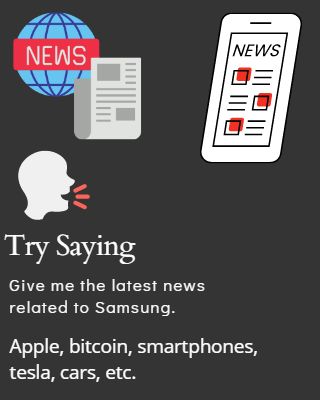 NEWS
NEWS
Try Saying
Give me the latest news
related to Samsung.
Apple, bitcoin, smartphones,
tesla, cars, etc.